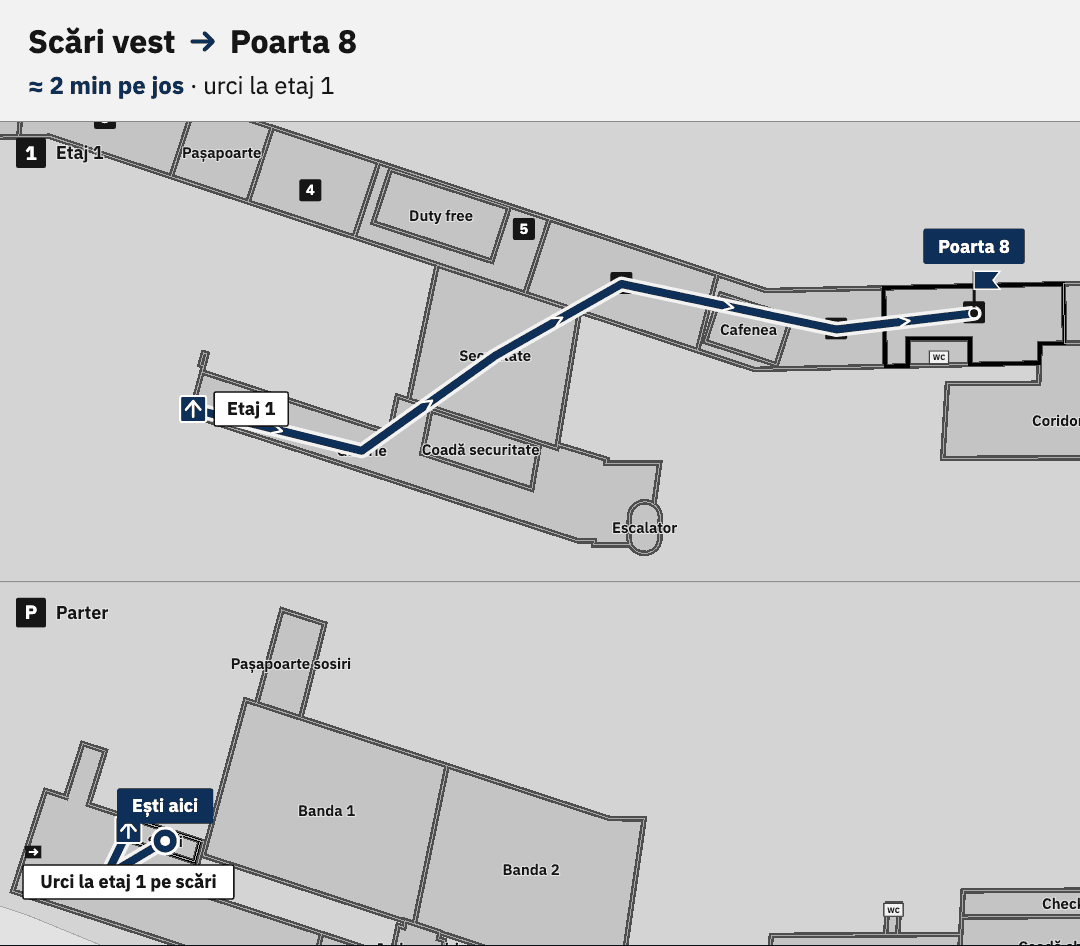 Scări vest → Poarta 8
≈ 2 min pe jos · urci la etaj 1
1 Etaj 1
Pașapoarte
4
Duty free
5
Poarta 8
Cafenea
wc
Etaj 1
Coadă securitate
Escalator
P Parter
Pașapoarte sosiri
Banda 1
Ești aici
Banda 2
Urci la etaj 1 pe scări
wc